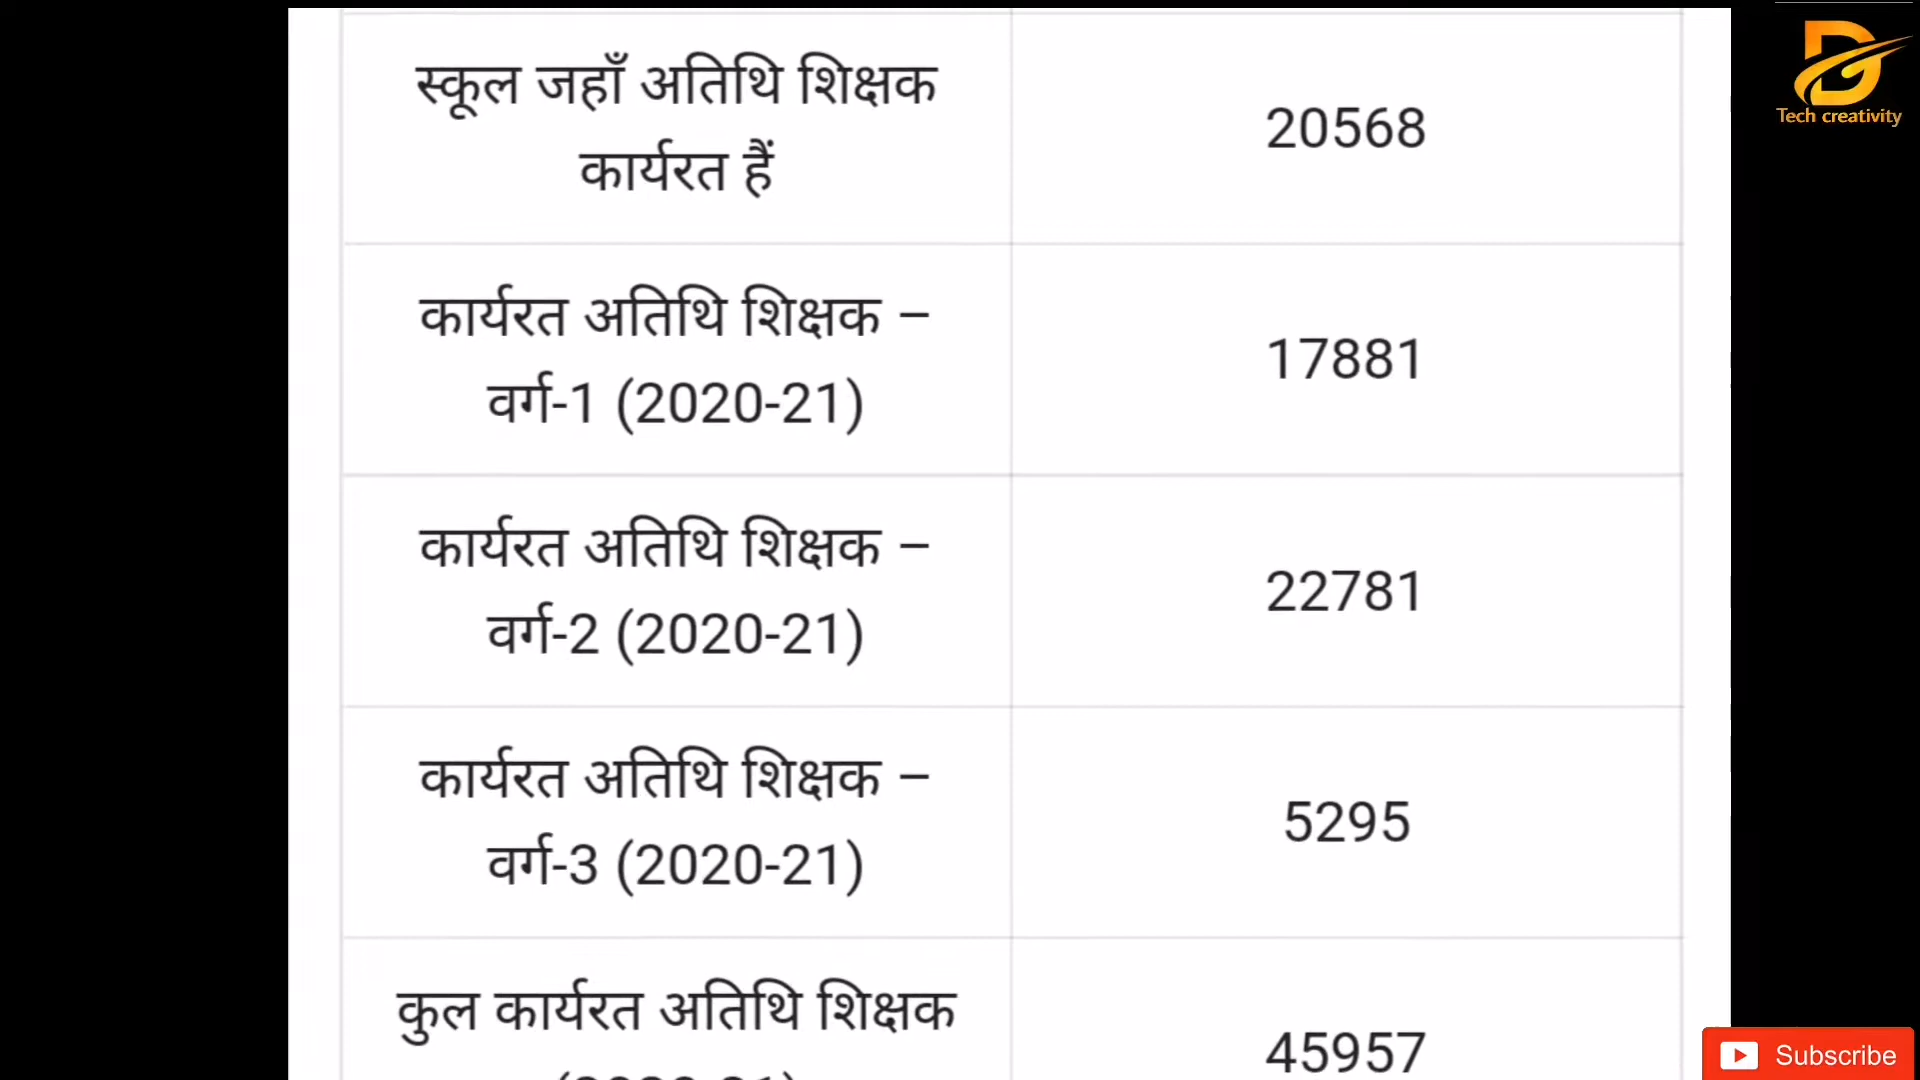 स्कूल जहाँ अतिथि शिक्षक
कार्यरत हैं
20568
कार्यरत अतिथि शिक्षक –
वर्ग-1 (2020-21)
17881
कार्यरत अतिथि शिक्षक –
वर्ग-2 (2020-21)
22781
कार्यरत अतिथि शिक्षक –
वर्ग-3 (2020-21)
5295
कुल कार्यरत अतिथि शिक्षक
45957
Tech creativity
Subscribe